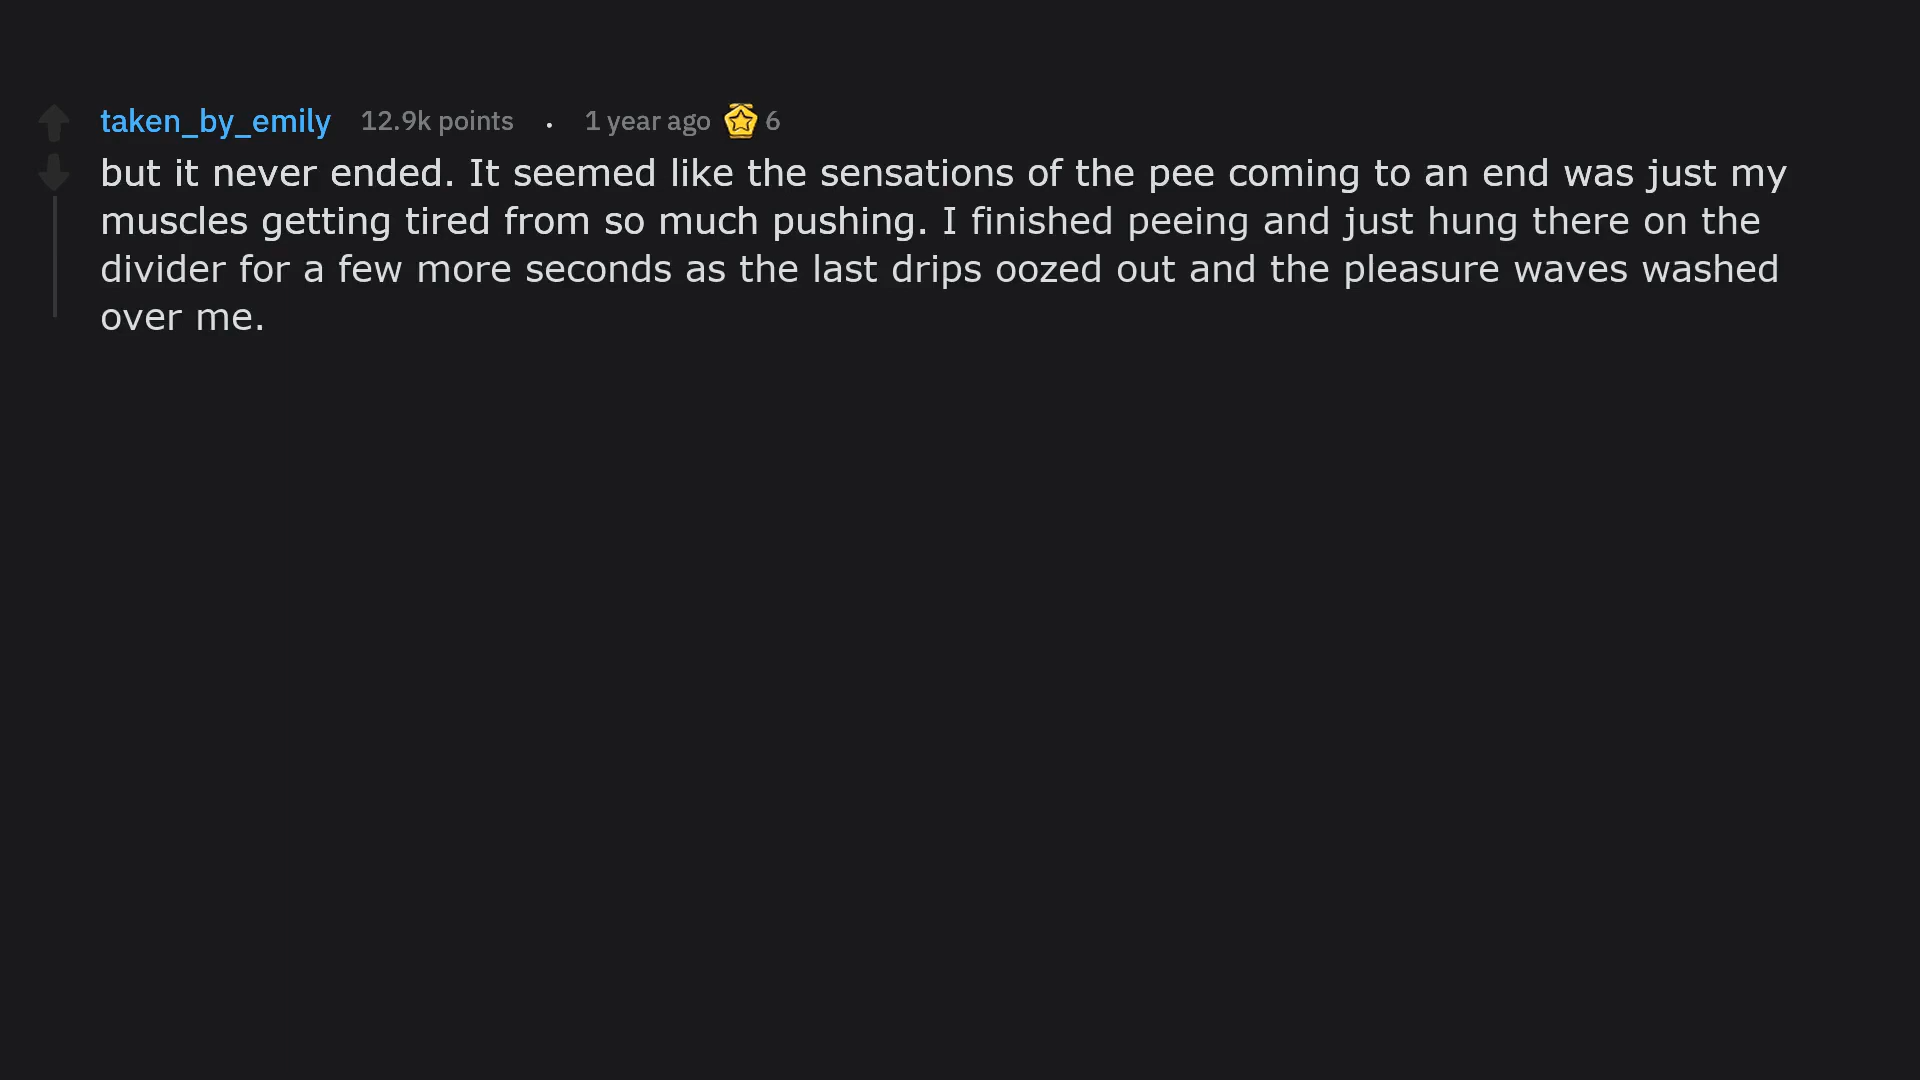 taken_by_emily 12.9k points . 1 year ago 6
but it never ended. It seemed like the sensations of the pee coming to an end was just my
muscles getting tired from so much pushing. I finished peeing and just hung there on the
divider for a few more seconds as the last drips oozed out and the pleasure waves washed
over me.